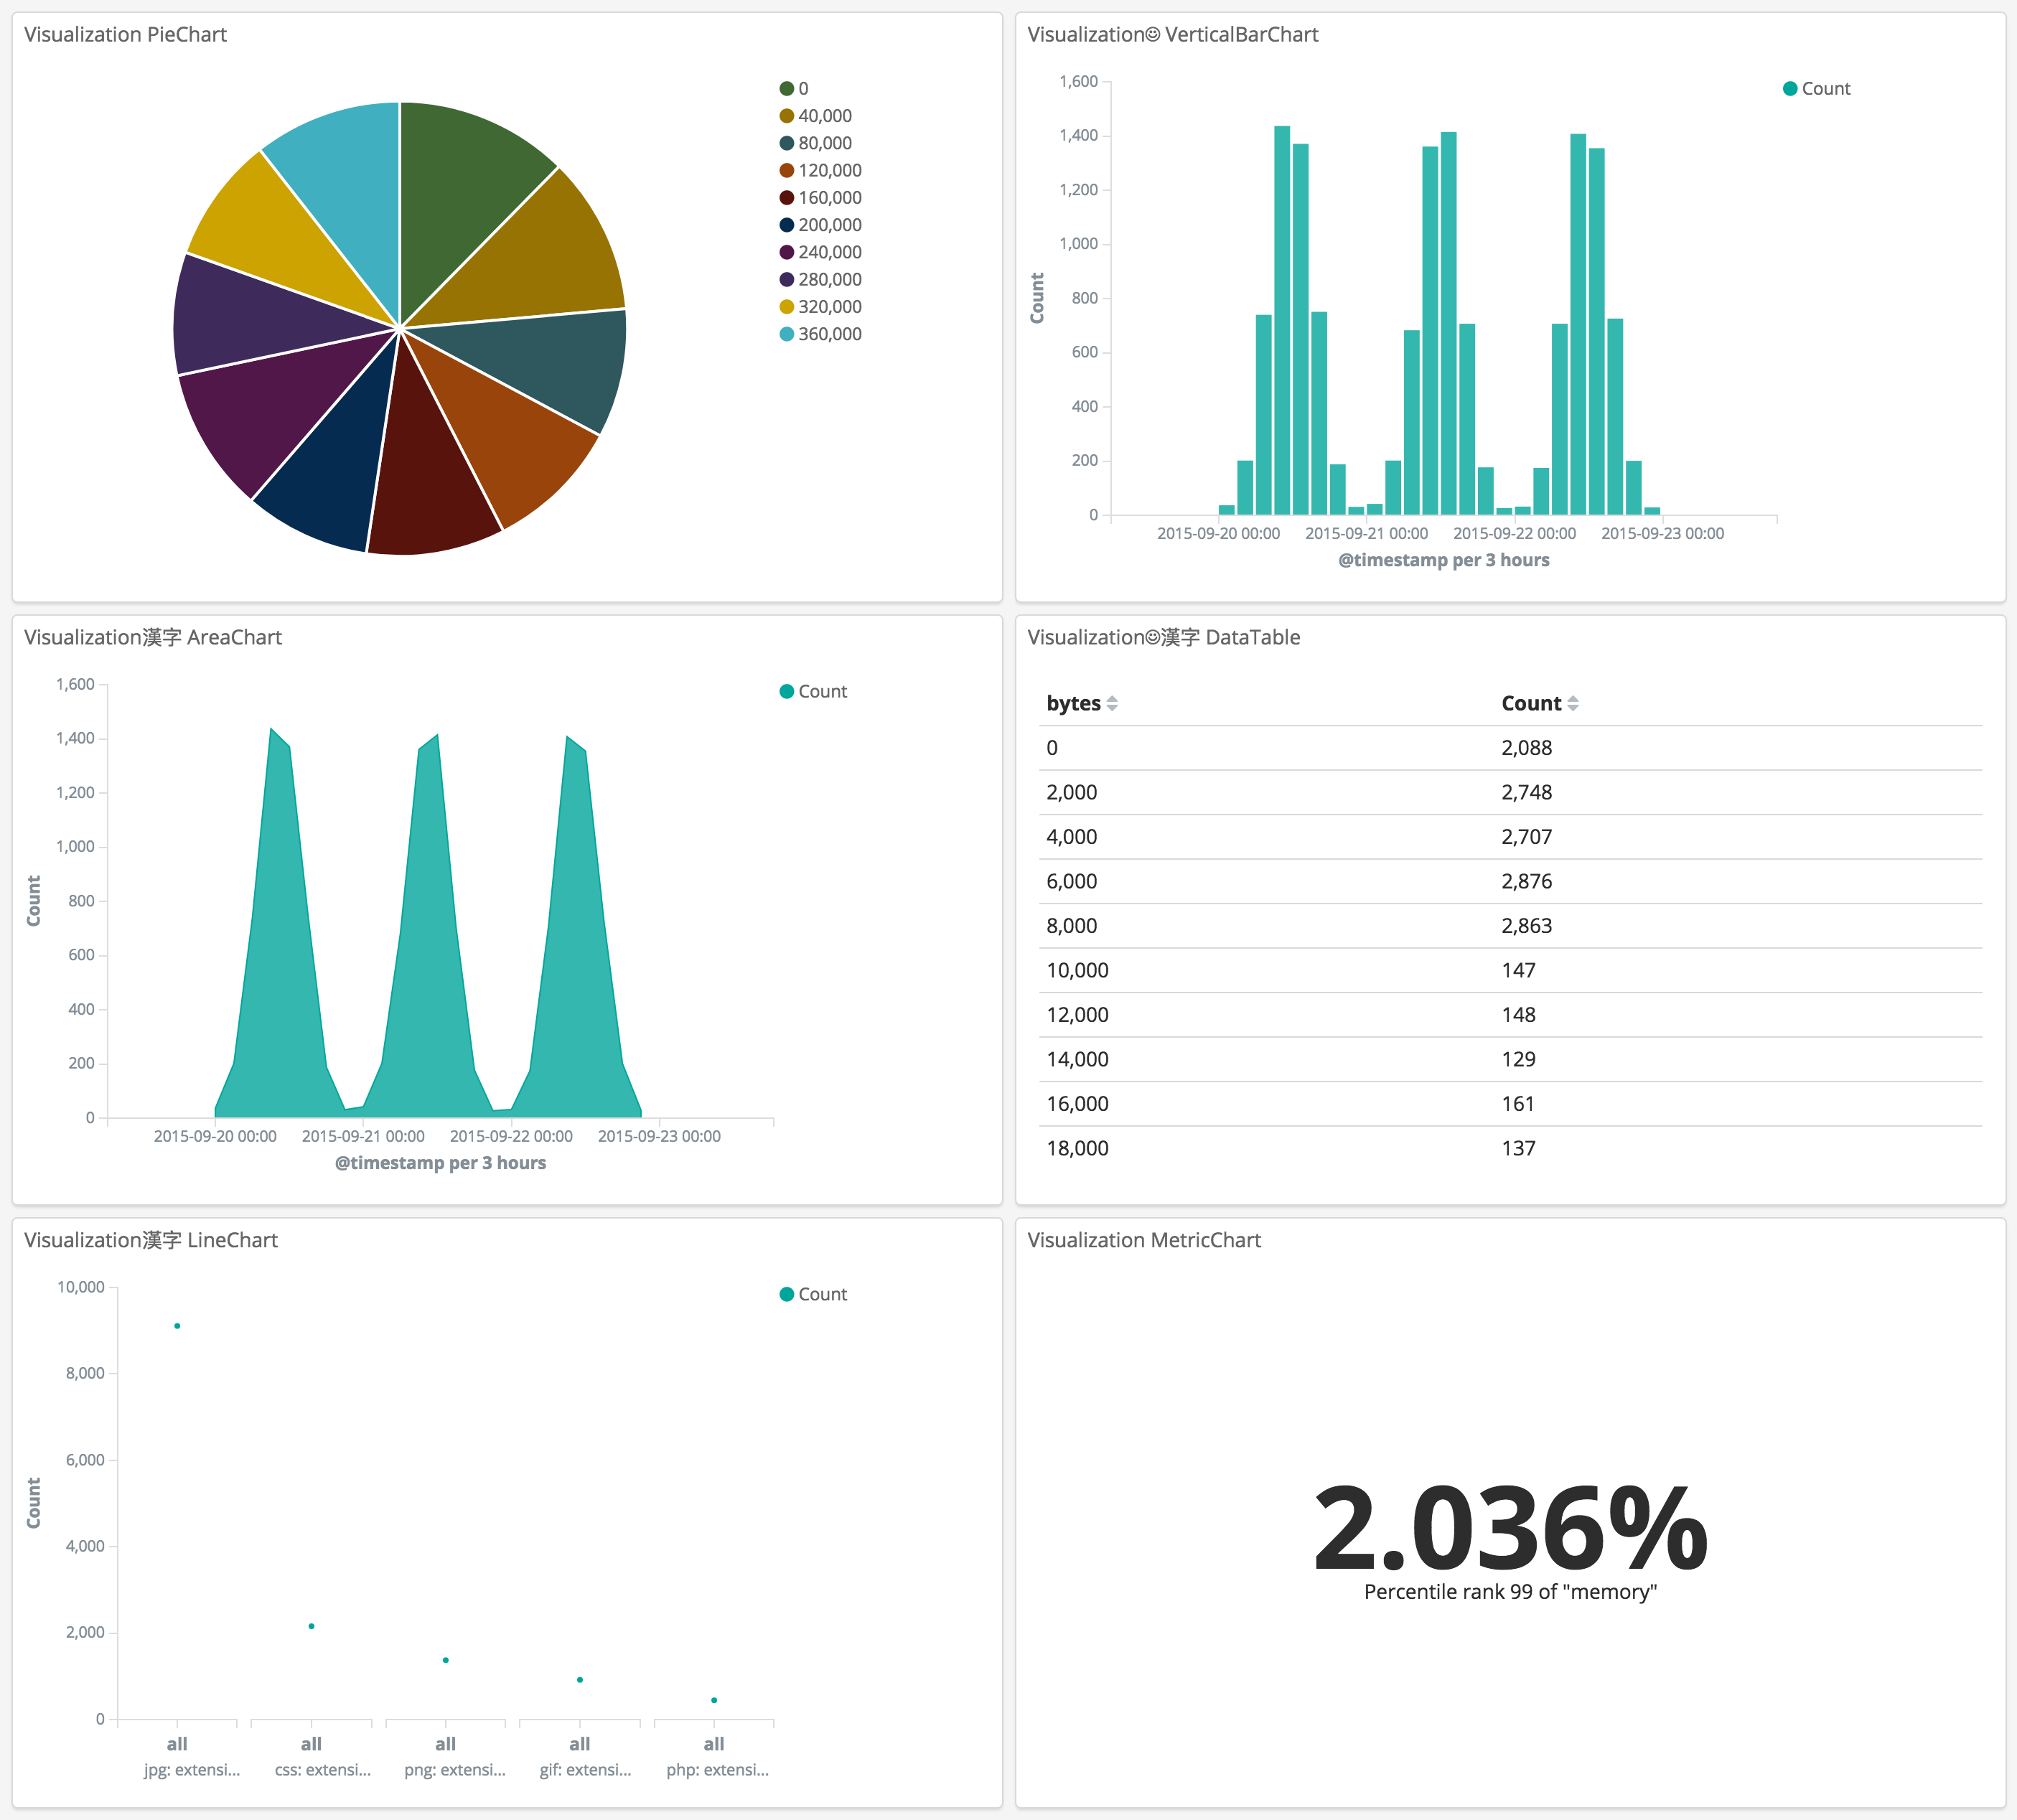 Visualization PieChart
0
40,000
80,000
120,000
160,000
200,000
240,000
280,000
320,000
360,000
Visualization☺ VerticalBarChart
1,600
1,400
1,200
1,000
800
600
400
200
0
Count
Count
2015-09-20 00:00 2015-09-21 00:00 2015-09-22 00:00 2015-09-23 00:00
@timestamp per 3 hours
Visualization漢字 AreaChart
1,600
1,400
1,200
1,000
800
600
400
200
0
Count
Count
2015-09-20 00:00 2015-09-21 00:00 2015-09-22 00:00 2015-09-23 00:00
@timestamp per 3 hours
Visualization☺漢字 DataTable
bytes Count
0 2,088
2,000 2,748
4,000 2,707
6,000 2,876
8,000 2,863
10,000 147
12,000 148
14,000 129
16,000 161
18,000 137
Visualization漢字 LineChart
10,000
8,000
6,000
4,000
2,000
0
Count
Count
all all all all all
jpg: extensi... css: extensi... png: extensi... gif: extensi... php: extensi...
Visualization MetricChart
2.036%
Percentile rank 99 of "memory"